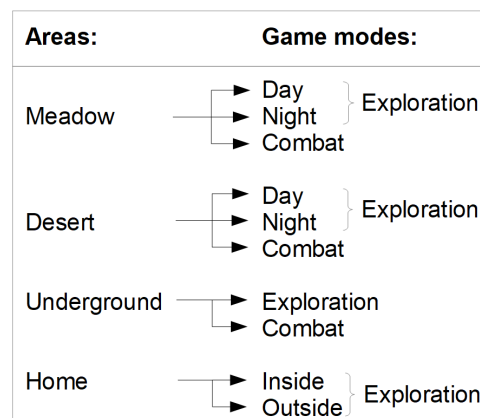 Areas: Game modes:
Day
Night
Exploration
Meadow
Combat
Day
Night
Exploration
Desert
Combat
Underground
Exploration
Combat
Home
Inside
Outside
Exploration